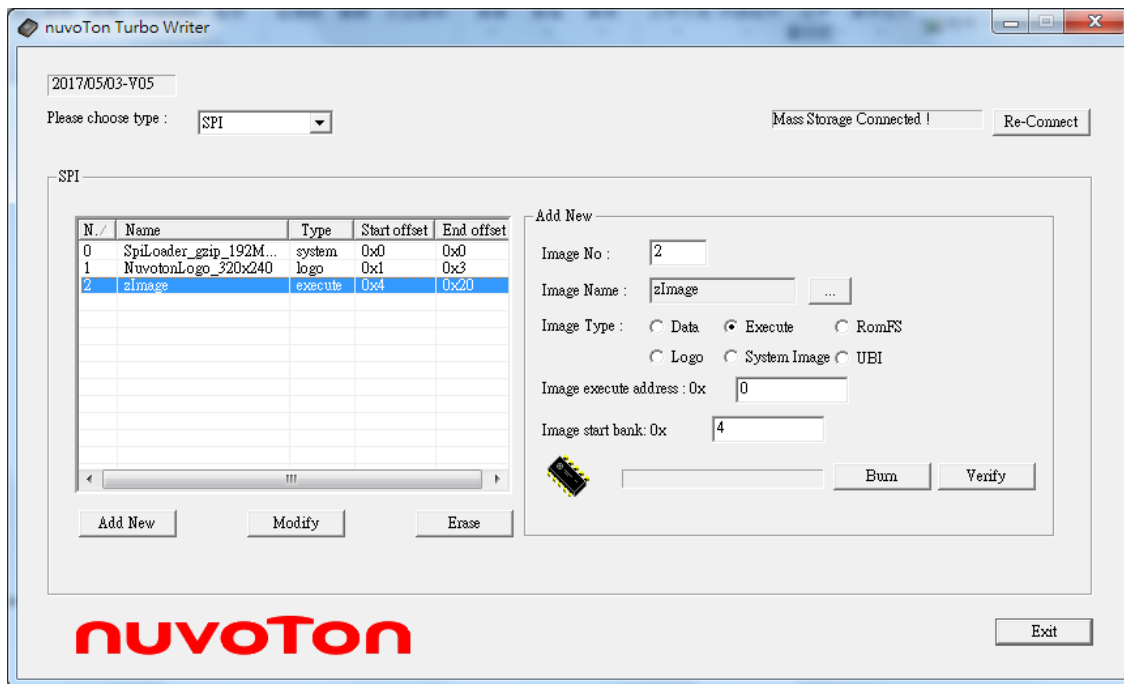 nuvoTon Turbo Writer
2017/05/03-V05
Please choose type :
SPI
Mass Storage Connected !
Re-Connect
SPI
N.
Name
Type
Start offset
End offset
0 SpiLoader_gzip_192M... system 0x0 0x0
1 NuvotonLogo_320x240 logo 0x1 0x3
2 zImage execute 0x4 0x20
Add New
Modify
Erase
Add New
Image No :
2
Image Name :
zImage
...
Image Type :
Data
Execute
RomFS
Logo
System Image
UBI
Image execute address : 0x
0
Image start bank: 0x
4
Burn
Verify
nuvoTon
Exit